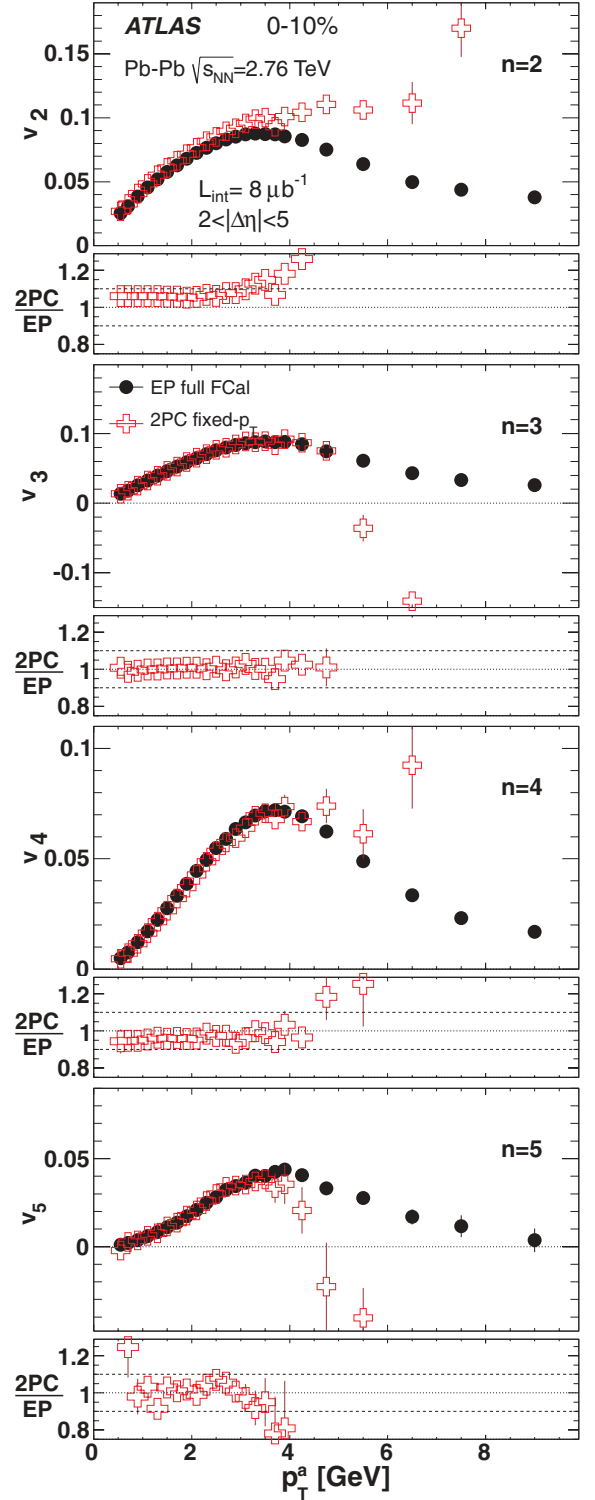 ATLAS 0-10%
Pb-Pb √s_NN=2.76 TeV n=2
L_int= 8 μb⁻¹
2<|Δη|<5
v₂
0.15
0.1
0.05
0
2PC
EP
1.2
1
0.8
EP full FCal
2PC fixed-p_T
n=3
v₃
0.1
0
-0.1
2PC
EP
1.2
1
0.8
n=4
v₄
0.1
0.05
0
2PC
EP
1.2
1
0.8
n=5
v₅
0.05
0
2PC
EP
1.2
1
0.8
0 2 4 6 8
p_T^a [GeV]